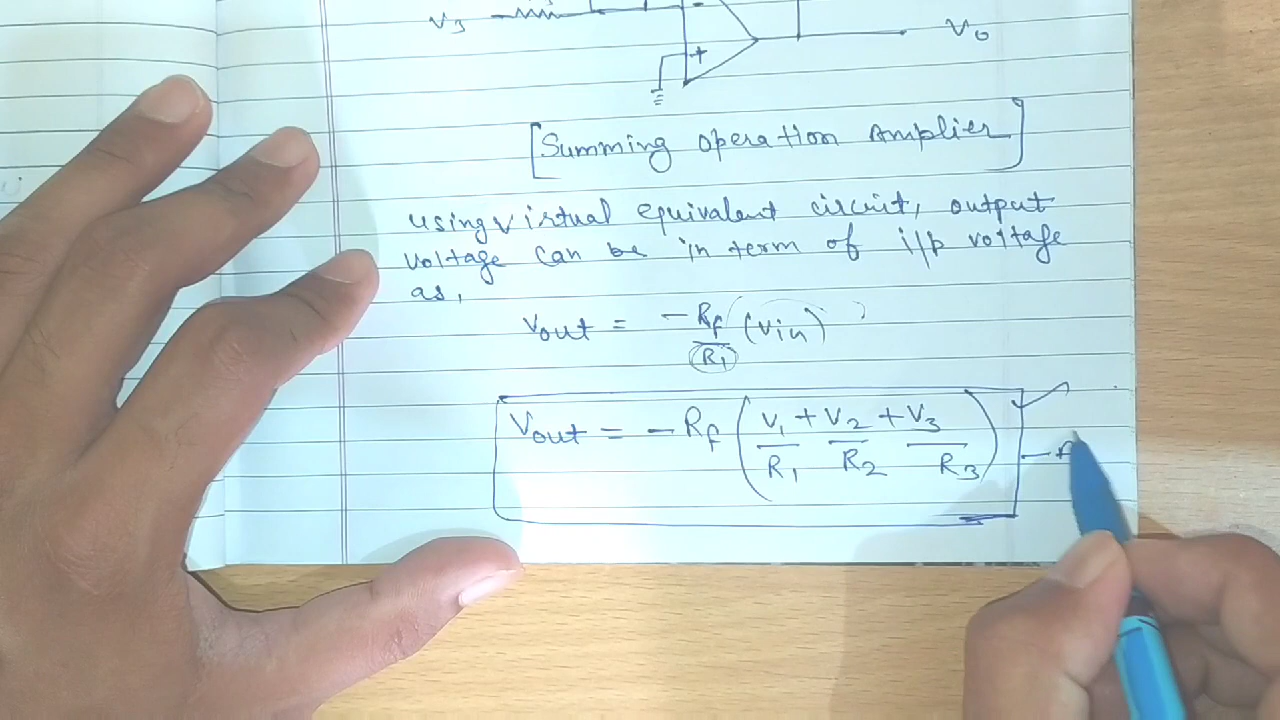 V3
-
+
Vo
[Summing operation Amplier]
using virtual equivalent circuit, output
voltage can be in term of i/p voltage
as,
Vout = -Rf/R1 (Vin)
Vout = -Rf (V1/R1 + V2/R2 + V3/R3)